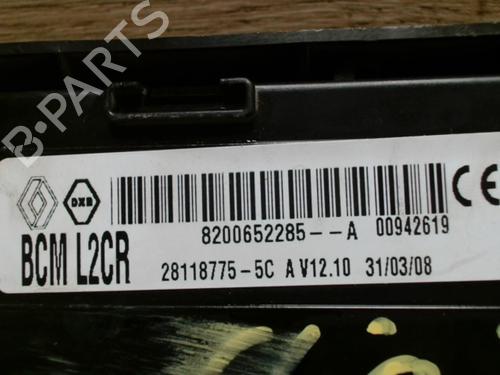 B-PARTS
DXB
CE
8200652285--A 00942619
BCM L2CR 28118775-5C A V12.10 31/03/08